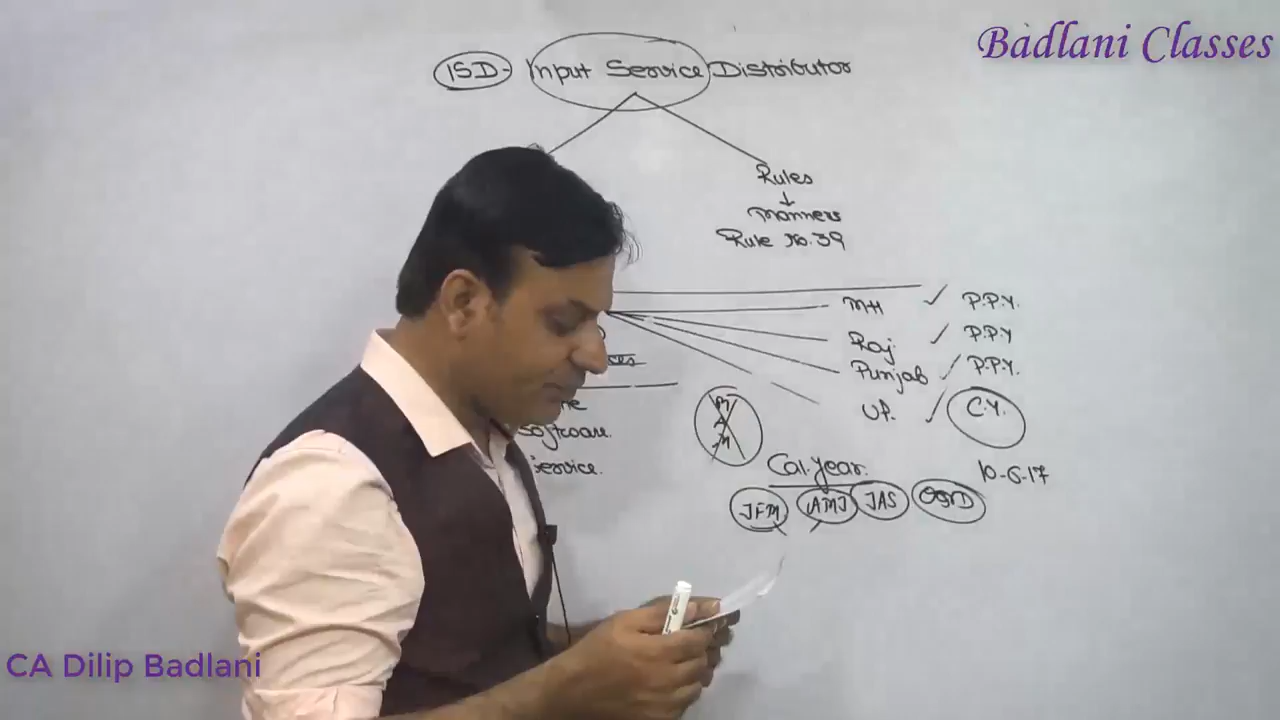 Badlani Classes
ISD- Input Service Distributor
Rules
Manners
Rule No. 39
MH ✓ P.P.Y.
Raj. ✓ P.P.Y
Punjab ✓ P.P.Y.
UP. ✓ C.Y.
Software.
Service.
Cal. year.
10-6-17
JFM AMJ JAS OND
CA Dilip Badlani